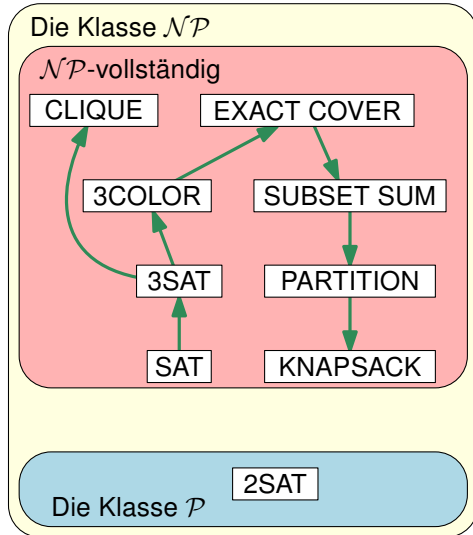 Die Klasse 𝒩𝒫
𝒩𝒫-vollständig
CLIQUE
EXACT COVER
3COLOR
SUBSET SUM
3SAT
PARTITION
SAT
KNAPSACK
2SAT
Die Klasse 𝒫